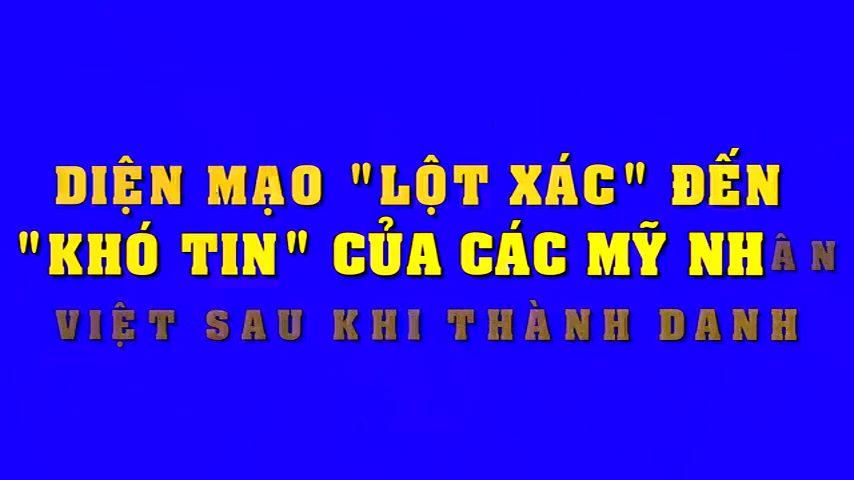 DIỆN MẠO "LỘT XÁC" ĐẾN
"KHÓ TIN" CỦA CÁC MỸ NHÂN
VIỆT SAU KHI THÀNH DANH